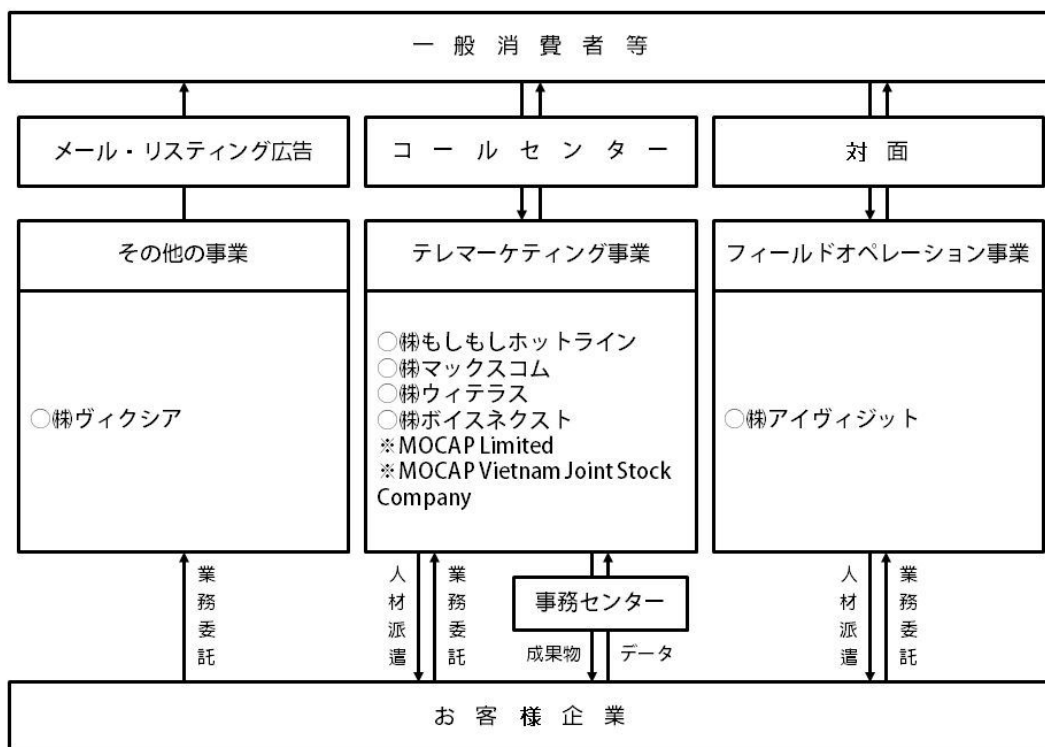 一般消費者等
メール・リスティング広告
コールセンター
対面
その他の事業
テレマーケティング事業
フィールドオペレーション事業
○㈱ヴィクシア
○㈱もしもしホットライン
○㈱マックスコム
○㈱ウィテラス
○㈱ボイスネクスト
※MOCAP Limited
※MOCAP Vietnam Joint Stock
Company
○㈱アイヴィジット
業務委託
人材派遣
業務委託
事務センター
成果物
データ
人材派遣
業務委託
お客様企業